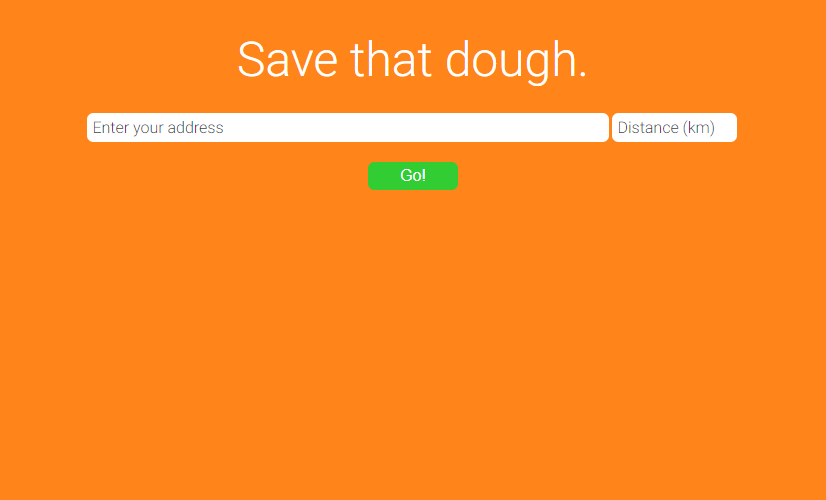 Save that dough.
Enter your address Distance (km)
Go!